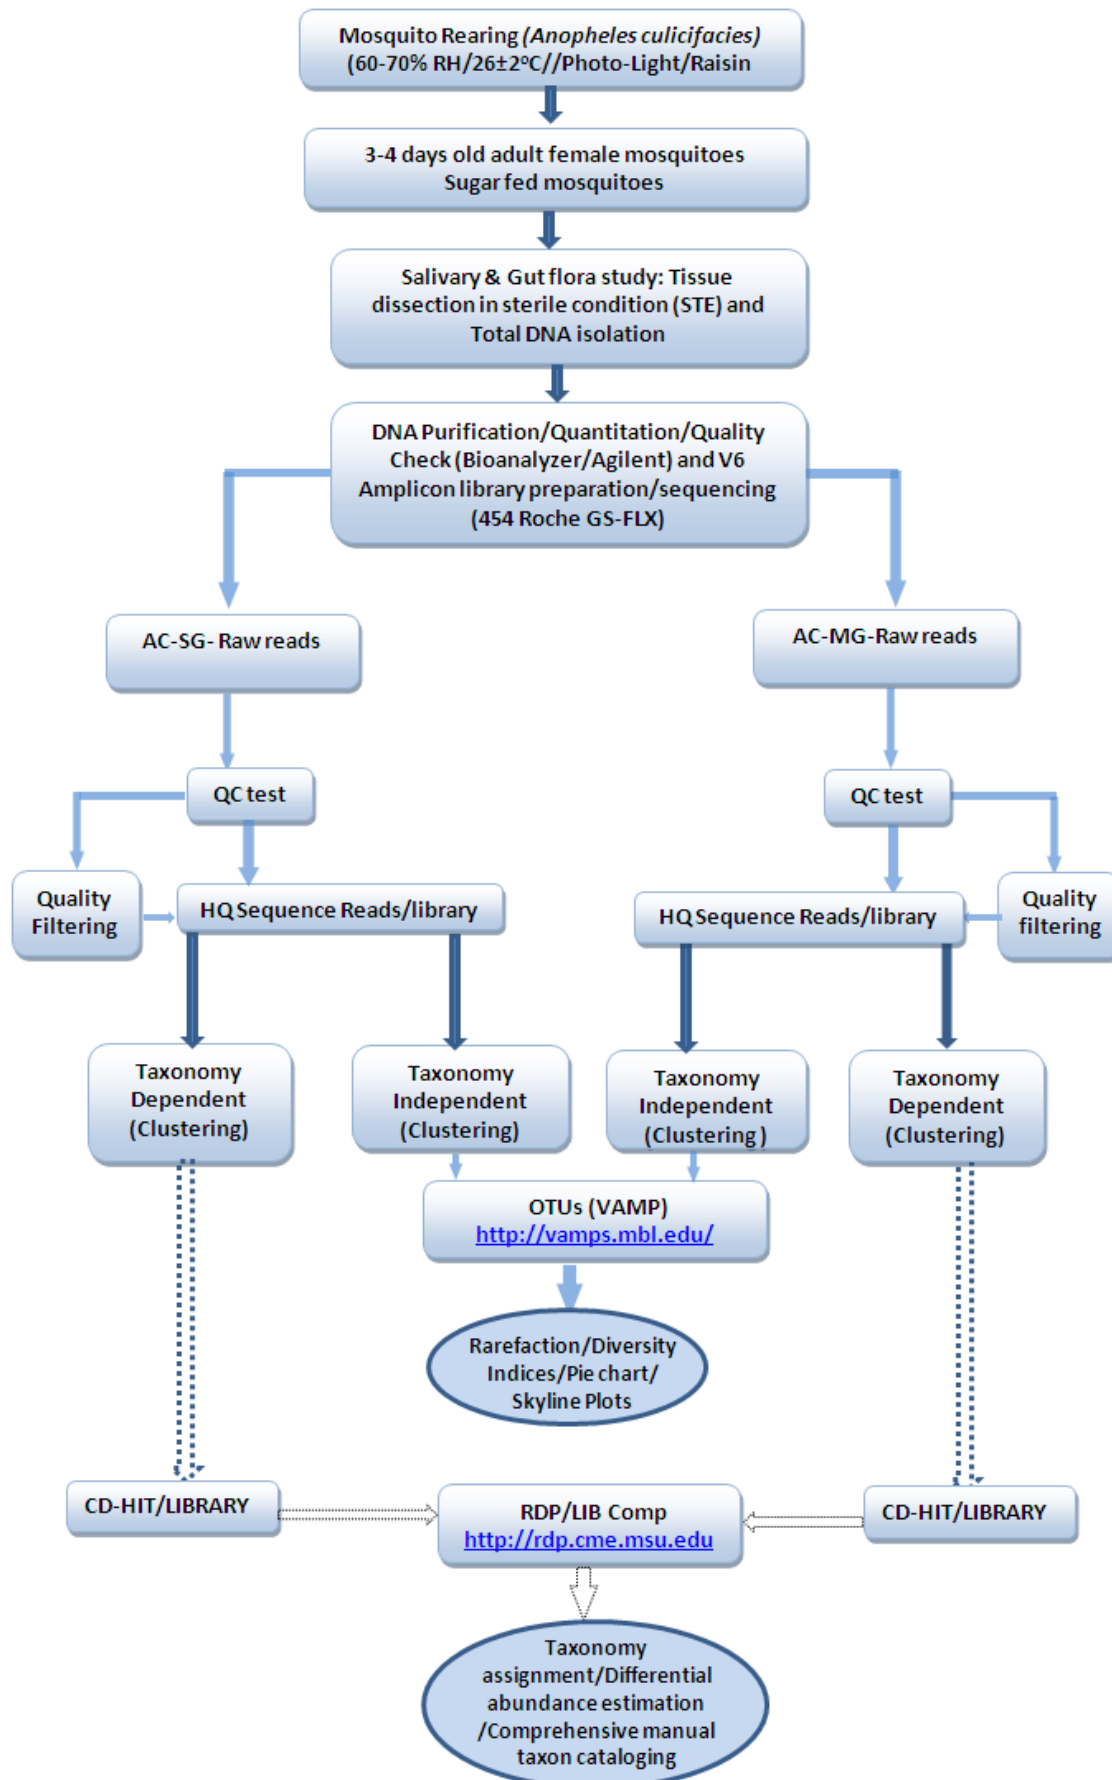 Mosquito Rearing (Anopheles culicifacies)
(60-70% RH/26±2°C//Photo-Light/Raisin
3-4 days old adult female mosquitoes
Sugar fed mosquitoes
Salivary & Gut flora study: Tissue
dissection in sterile condition (STE) and
Total DNA isolation
DNA Purification/Quantitation/Quality
Check (Bioanalyzer/Agilent) and V6
Amplicon library preparation/sequencing
(454 Roche GS-FLX)
AC-SG- Raw reads
AC-MG-Raw reads
QC test
QC test
Quality
Filtering
HQ Sequence Reads/library
HQ Sequence Reads/library
Quality
filtering
Taxonomy
Dependent
(Clustering)
Taxonomy
Independent
(Clustering)
Taxonomy
Independent
(Clustering )
Taxonomy
Dependent
(Clustering)
OTUs (VAMP)
http://vamps.mbl.edu/
Rarefaction/Diversity
Indices/Pie chart/
Skyline Plots
CD-HIT/LIBRARY
RDP/LIB Comp
http://rdp.cme.msu.edu
CD-HIT/LIBRARY
Taxonomy
assignment/Differential
abundance estimation
/Comprehensive manual
taxon cataloging